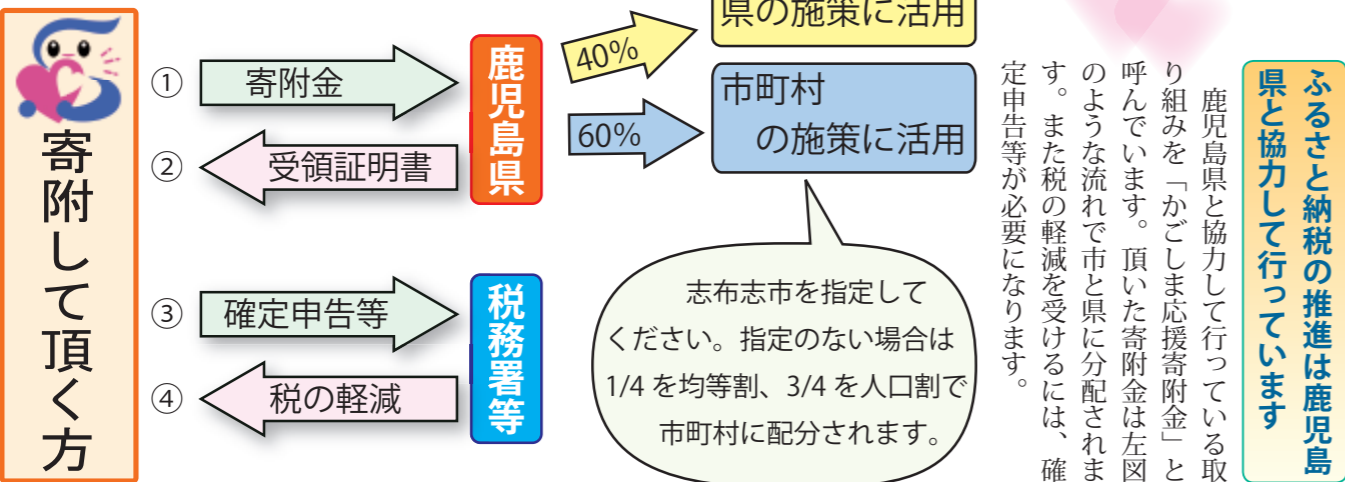 ふるさと納税の推進は鹿児島
県と協力して行っています
鹿児島県と協力して行っている取
り組みを「かごしま応援寄附金」と
呼んでいます。頂いた寄附金は左図
のような流れで市と県に分配されま
す。また税の軽減を受けるには、確
定申告等が必要になります。
寄附して頂く方
① 寄附金
② 受領証明書
③ 確定申告等
④ 税の軽減
鹿児島県
税務署等
40%
県の施策に活用
60%
市町村
の施策に活用
志布志市を指定して
ください。指定のない場合は
1/4 を均等割、3/4 を人口割で
市町村に配分されます。